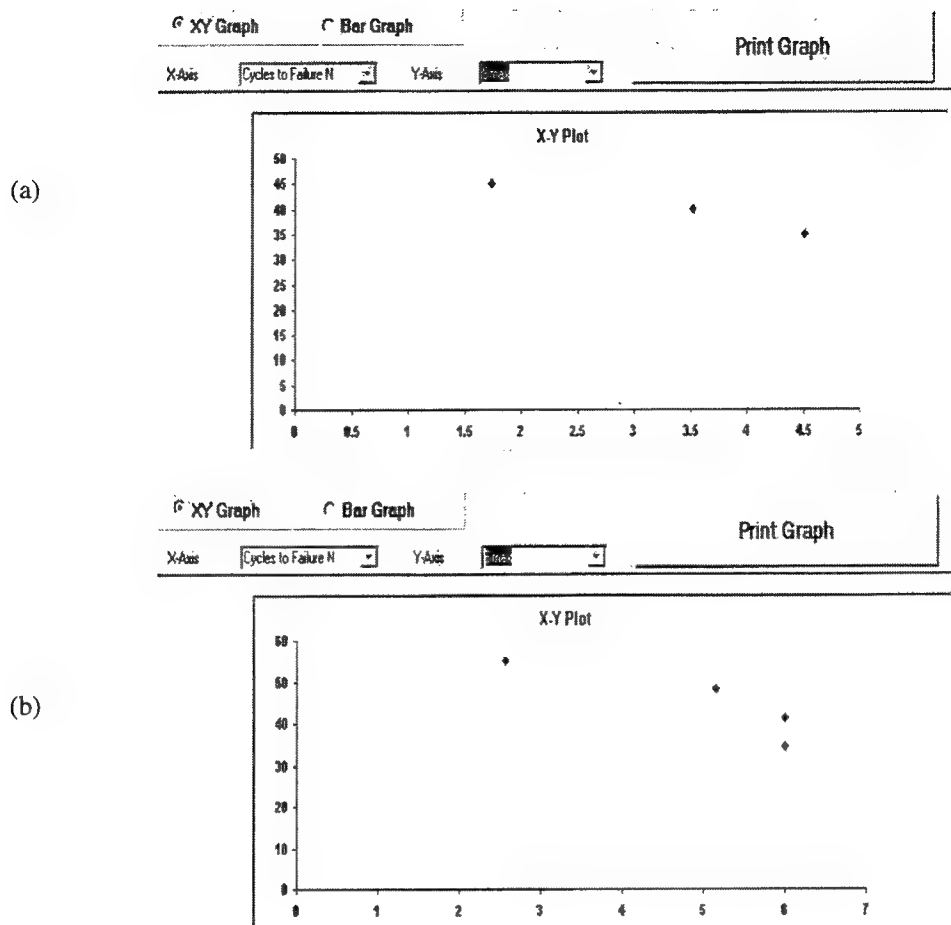 XY Graph Bar Graph Print Graph
X-Axis Cycles to Failure N Y-Axis
X-Y Plot
(a)
50
45
40
35
30
25
20
15
10
5
0
0 0.5 1 1.5 2 2.5 3 3.5 4 4.5 5
XY Graph Bar Graph Print Graph
X-Axis Cycles to Failure N Y-Axis
X-Y Plot
(b)
60
50
40
30
20
10
0
0 1 2 3 4 5 6 7